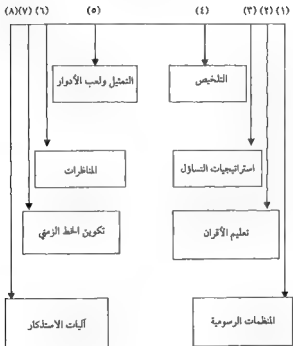 (١) (٢) (٣) (٤) (٥) (٦) (٧)(٨)
التلخيص
التمثيل ولعب الأدوار
استراتيجيات التساؤل
المناظرات
تعليم الأقران
تكوين الخط الزمني
المنظمات الرسومية
آليات الاستذكار